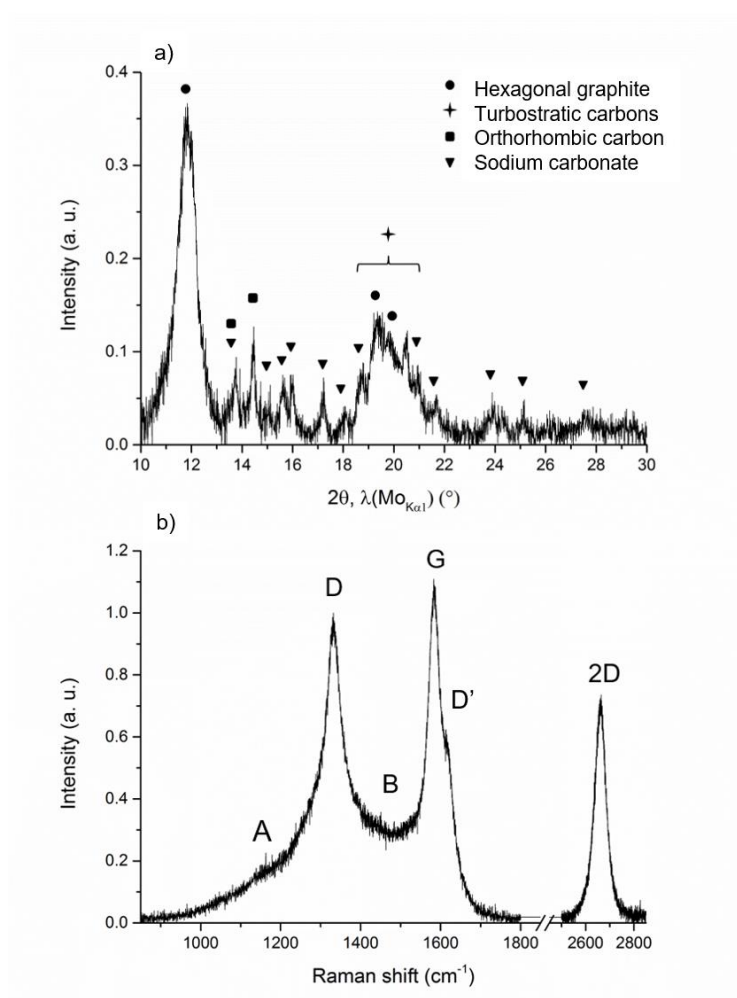 a)
0.4
0.3
0.2
0.1
0.0
Intensity (a. u.)
Hexagonal graphite
Turbostratic carbons
Orthorhombic carbon
Sodium carbonate
10 12 14 16 18 20 22 24 26 28 30
2θ, λ(MoKα1) (°)
b)
1.2
1.0
0.8
0.6
0.4
0.2
0.0
Intensity (a. u.)
A
D
B
G
D’
2D
1000 1200 1400 1600 1800 2600 2800
Raman shift (cm-1)